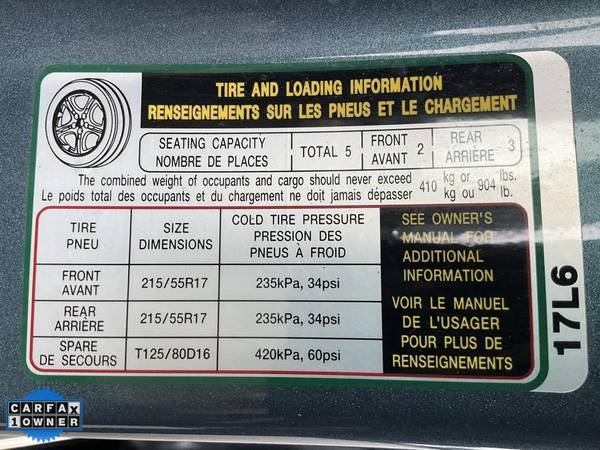 TIRE AND LOADING INFORMATION
RENSEIGNEMENTS SUR LES PNEUS ET LE CHARGEMENT
SEATING CAPACITY
NOMBRE DE PLACES
TOTAL 5
FRONT
AVANT 2
REAR
ARRIÈRE 3
The combined weight of occupants and cargo should never exceed 410 kg or 904 lbs.
Le poids total des occupants et du chargement ne doit jamais dépasser kg ou lb.
TIRE
PNEU
SIZE
DIMENSIONS
COLD TIRE PRESSURE
PRESSION DES
PNEUS À FROID
FRONT
AVANT
215/55R17
235kPa, 34psi
REAR
ARRIÈRE
215/55R17
235kPa, 34psi
SPARE
DE SECOURS
T125/80D16
420kPa, 60psi
SEE OWNER'S
MANUAL FOR
ADDITIONAL
INFORMATION
VOIR LE MANUEL
DE L'USAGER
POUR PLUS DE
RENSEIGNEMENTS
17L6
CARFAX
1 OWNER